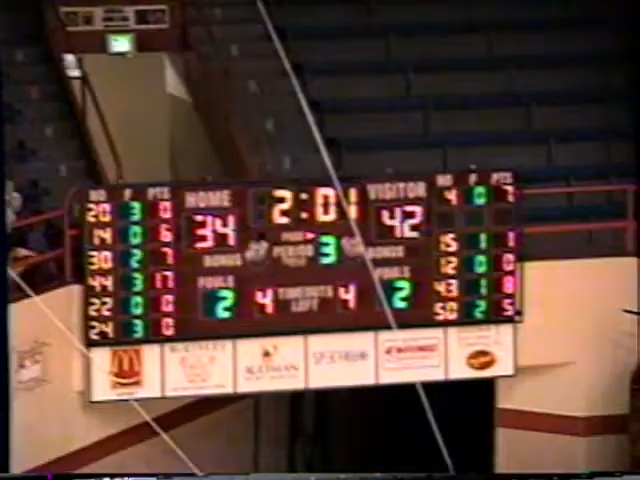 NO F PTS HOME 2:01 VISITOR NO F PTS
20 3 0 34 42 4 0 7
14 0 6
30 2 7 BONUS PERIOD 3 BONUS 15 1 1
44 3 17 FOULS FOULS 12 0 0
22 0 0 2 4 TIMEOUTS LEFT 4 2 43 1 8
24 3 0 50 2 5
McDonald's